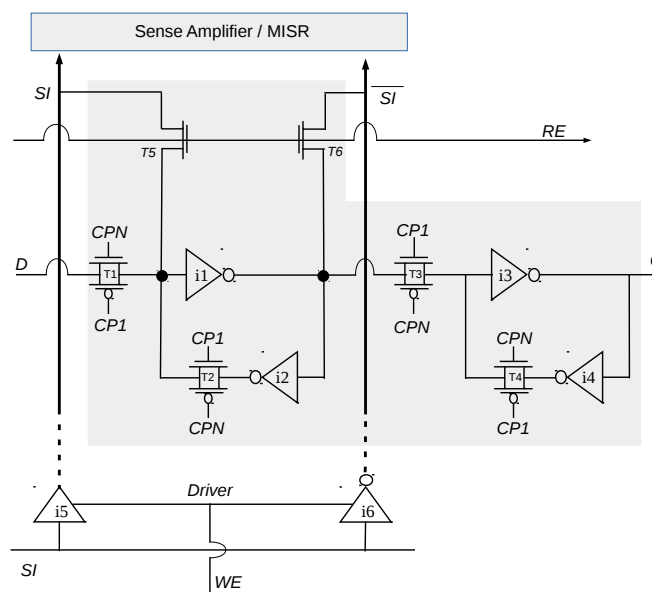 Sense Amplifier / MISR
SI
SI
RE
T5
T6
CPN
CP1
D
T1
i1
T3
i3
CP1
CPN
CP1
CPN
T2
i2
T4
i4
CPN
CP1
Driver
i5
i6
SI
WE